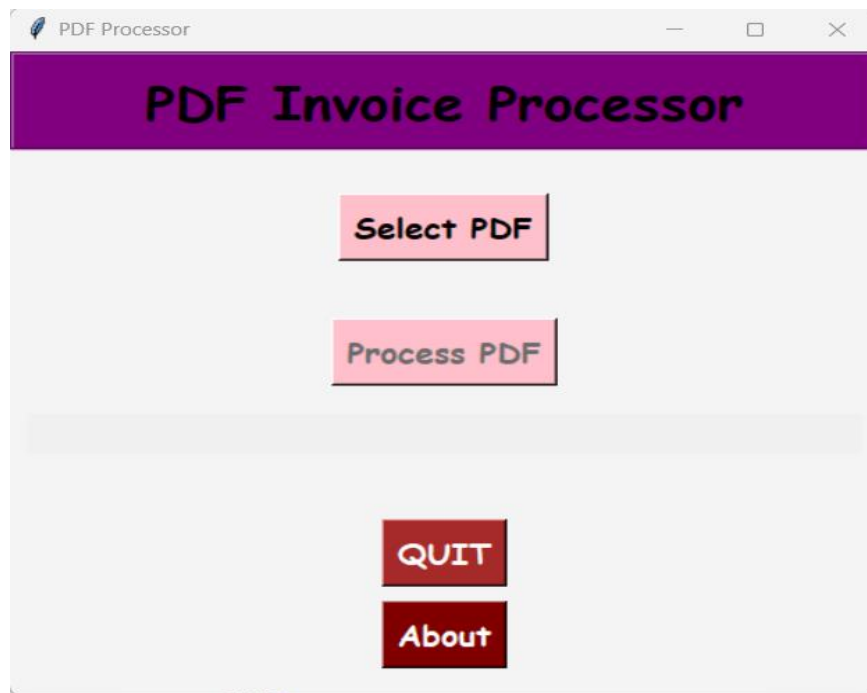 PDF Processor
PDF Invoice Processor
Select PDF
Process PDF
QUIT
About